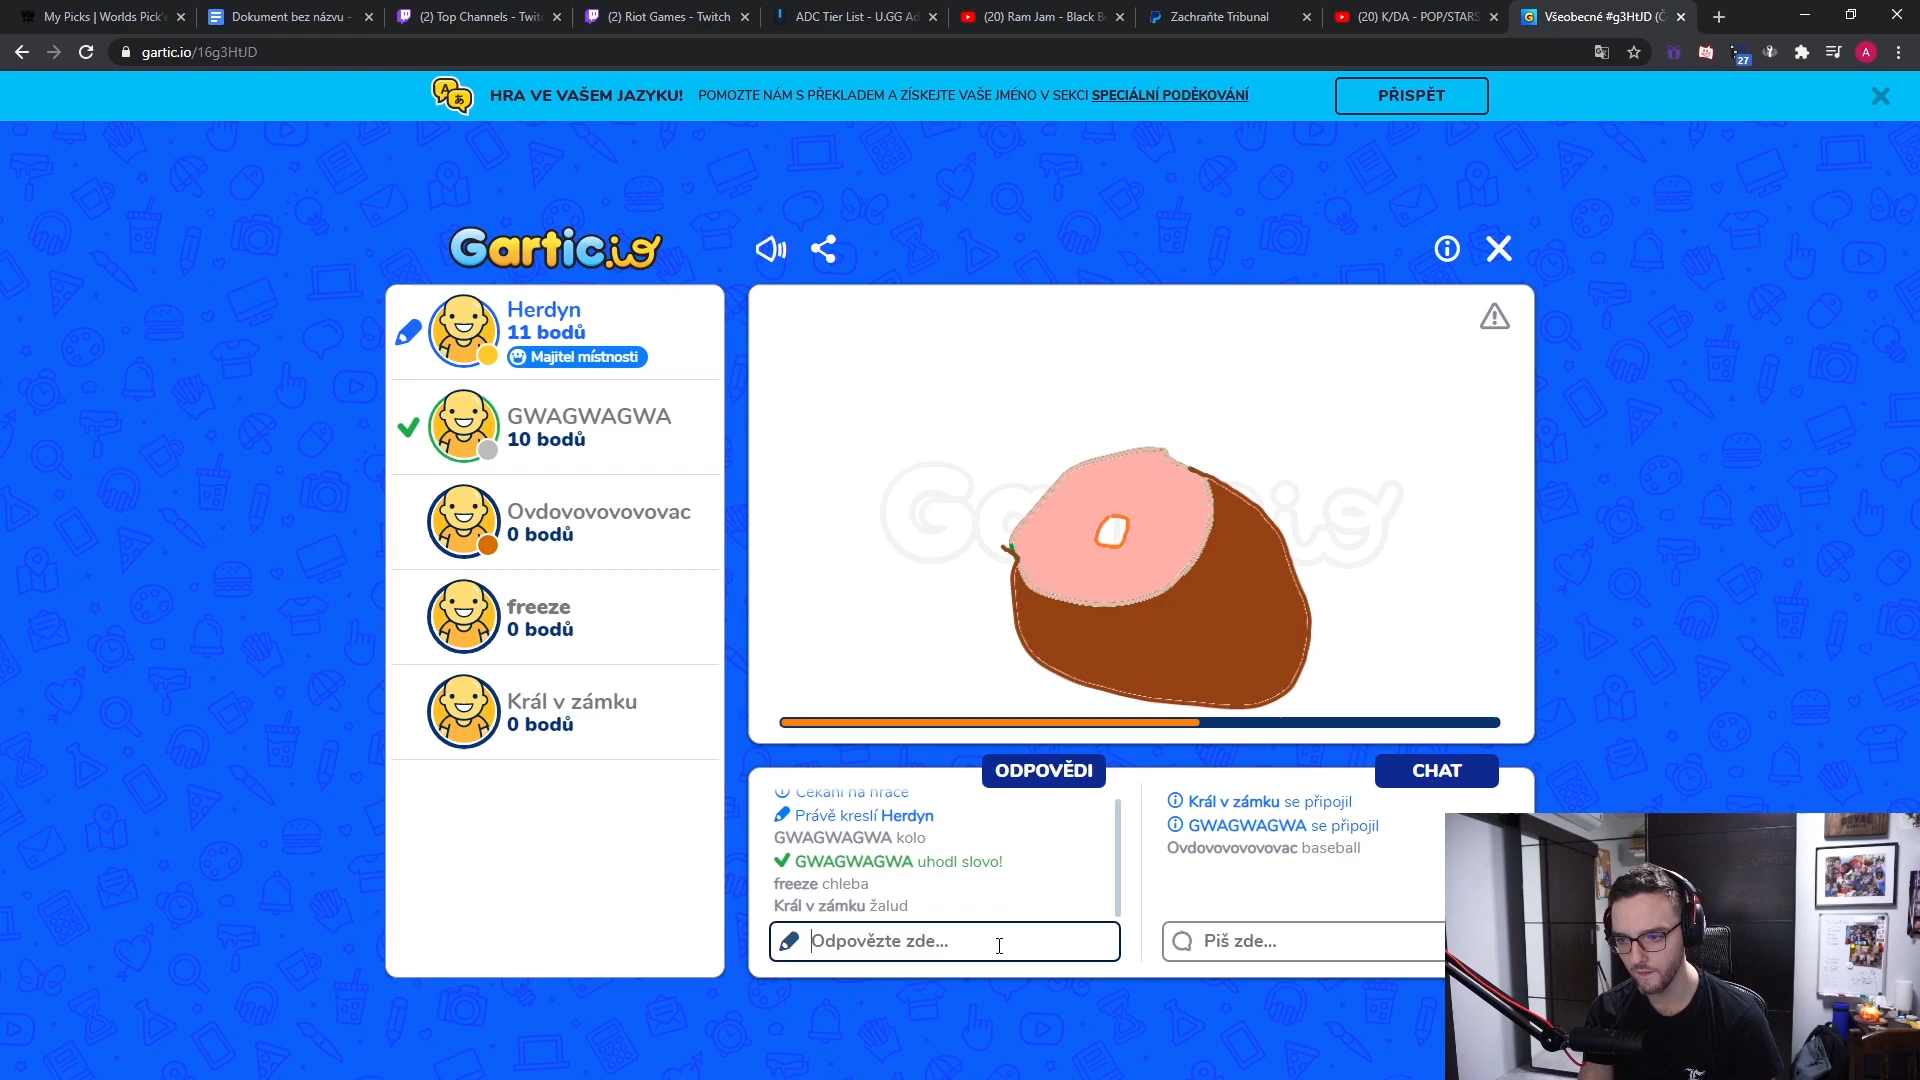 My Picks | Worlds Pick'e
Dokument bez názvu -
(2) Top Channels - Twitc
(2) Riot Games - Twitch
ADC Tier List - U.GG Ad
(20) Ram Jam - Black Be
Zachraňte Tribunal
(20) K/DA - POP/STARS
Všeobecné #g3HtJD (Č
gartic.io/16g3HtJD
27
A
HRA VE VAŠEM JAZYKU! POMOZTE NÁM S PŘEKLADEM A ZÍSKEJTE VAŠE JMÉNO V SEKCI SPECIÁLNÍ PODĚKOVÁNÍ
PŘISPĚT
Gartic.io
Herdyn
11 bodů
Majitel místnosti
GWAGWAGWA
10 bodů
Ovdovovovovovac
0 bodů
freeze
0 bodů
Král v zámku
0 bodů
ODPOVĚDI
Čekání na hráče
Právě kreslí Herdyn
GWAGWAGWA kolo
GWAGWAGWA uhodl slovo!
freeze chleba
Král v zámku žalud
Odpovězte zde...
CHAT
Král v zámku se připojil
GWAGWAGWA se připojil
Ovdovovovovovac baseball
Piš zde...